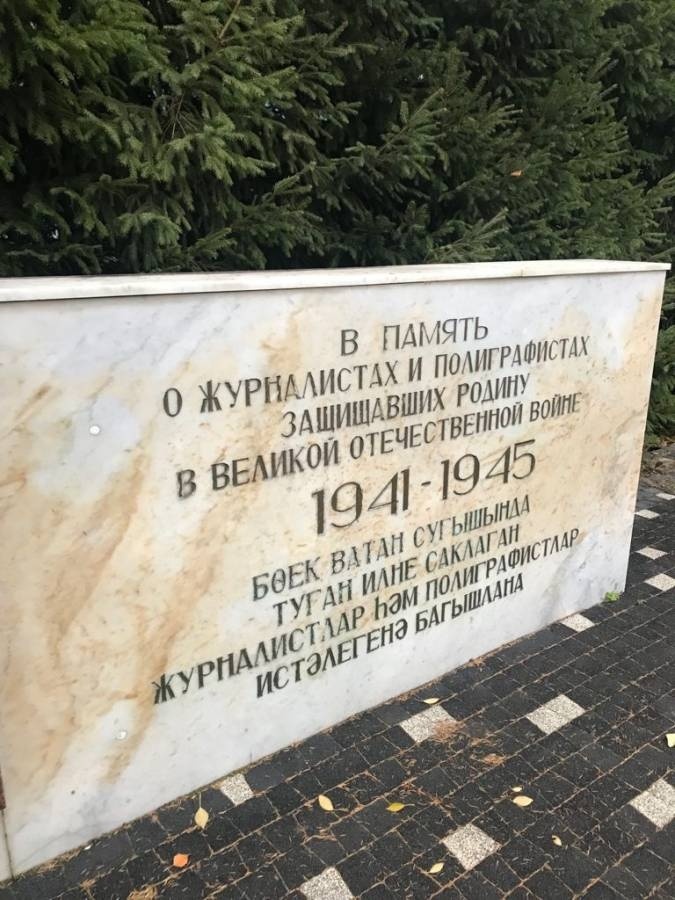 В ПАМЯТЬ
О ЖУРНАЛИСТАХ И ПОЛИГРАФИСТАХ
ЗАЩИЩАВШИХ РОДИНУ
В ВЕЛИКОЙ ОТЕЧЕСТВЕННОЙ ВОЙНЕ
1941-1945
БӨЕК ВАТАН СУГЫШЫНДА
ТУГАН ИЛНЕ САКЛАГАН
ЖУРНАЛИСТЛАР ҺӘМ ПОЛИГРАФИСТЛАР
ИСТӘЛЕГЕНӘ БАГЫШЛАНА